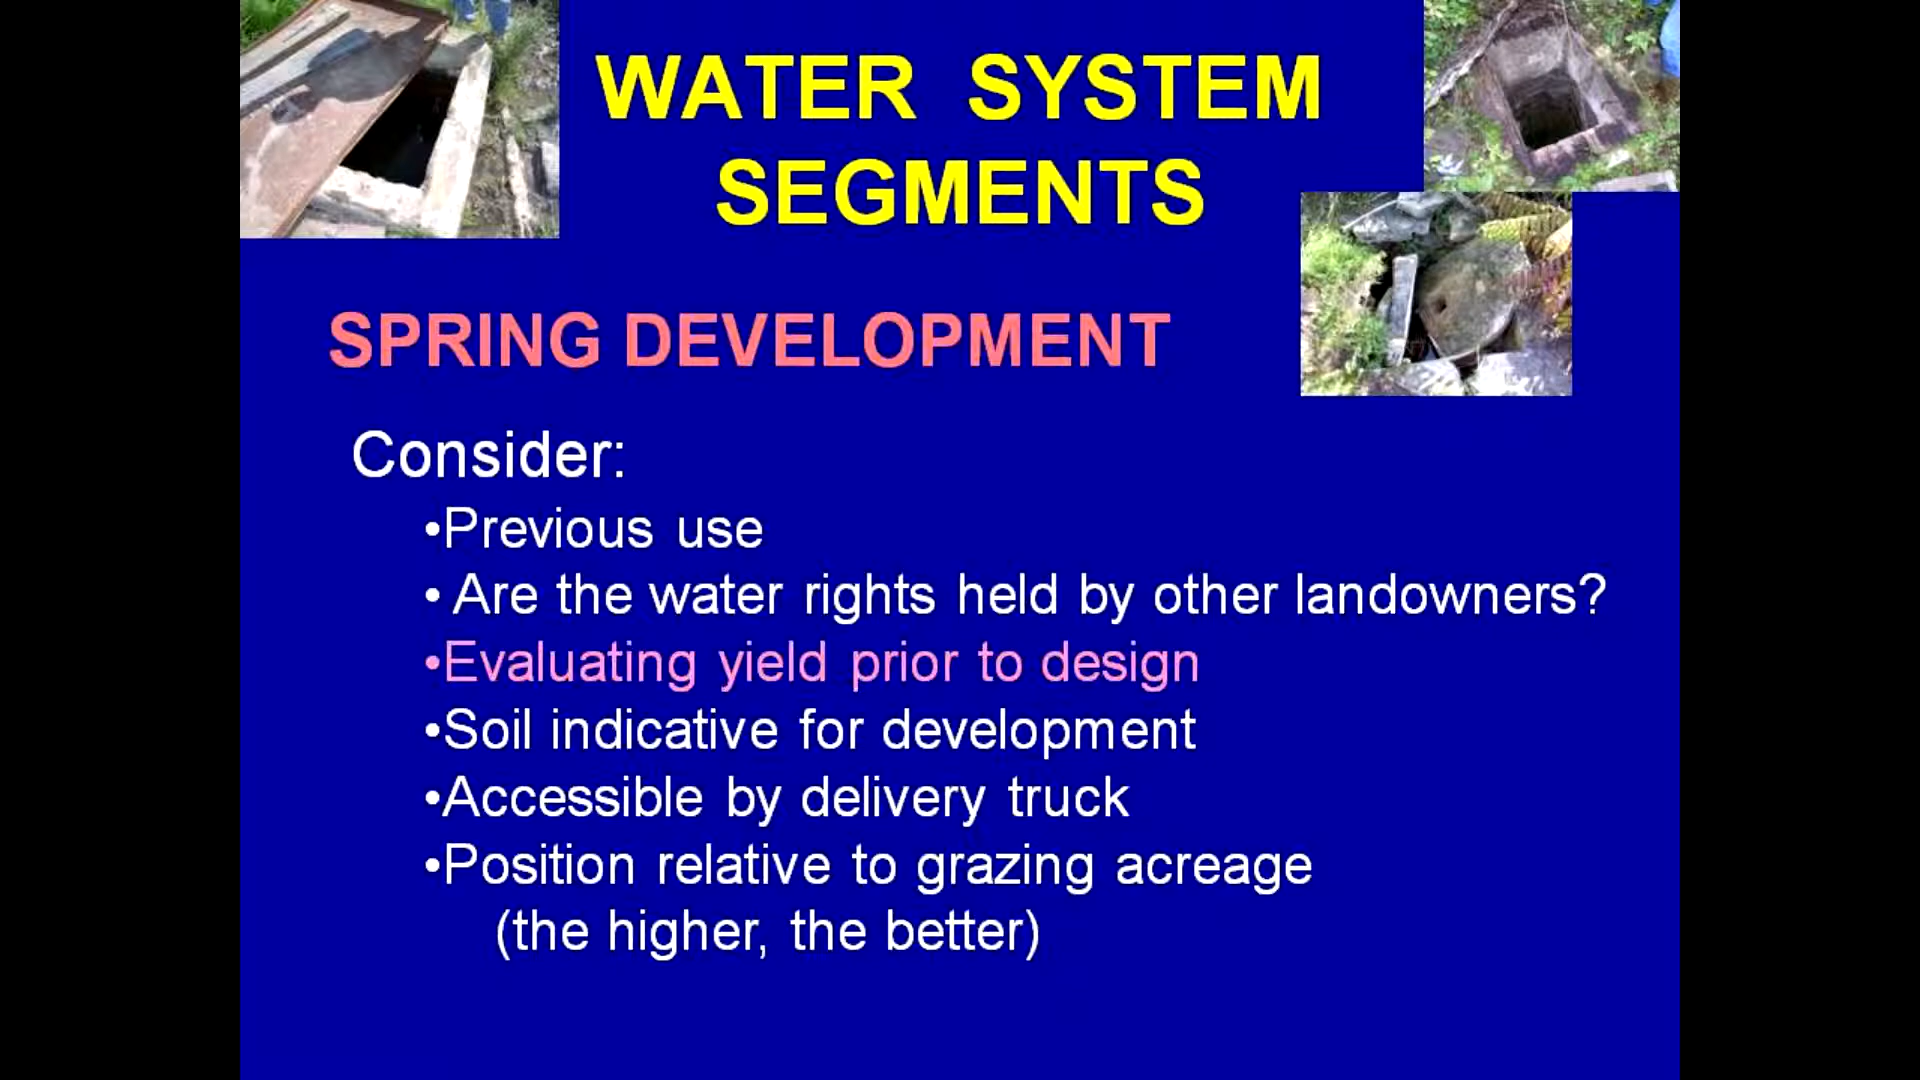 WATER SYSTEM
SEGMENTS
SPRING DEVELOPMENT
Consider:
•Previous use
• Are the water rights held by other landowners?
•Evaluating yield prior to design
•Soil indicative for development
•Accessible by delivery truck
•Position relative to grazing acreage
(the higher, the better)